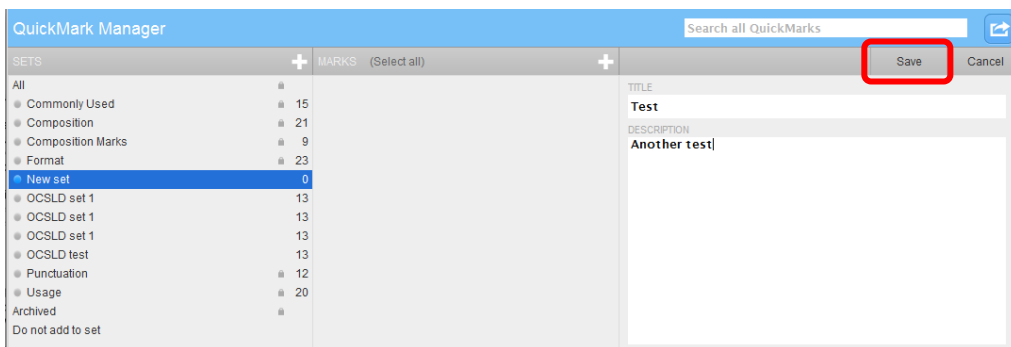 QuickMark Manager
Search all QuickMarks
SETS
MARKS (Select all)
Save
Cancel
All
Commonly Used 15
Composition 21
Composition Marks 9
Format 23
New set 0
OCSLD set 1 13
OCSLD set 1 13
OCSLD set 1 13
OCSLD test 13
Punctuation 12
Usage 20
Archived
Do not add to set
TITLE
Test
DESCRIPTION
Another test